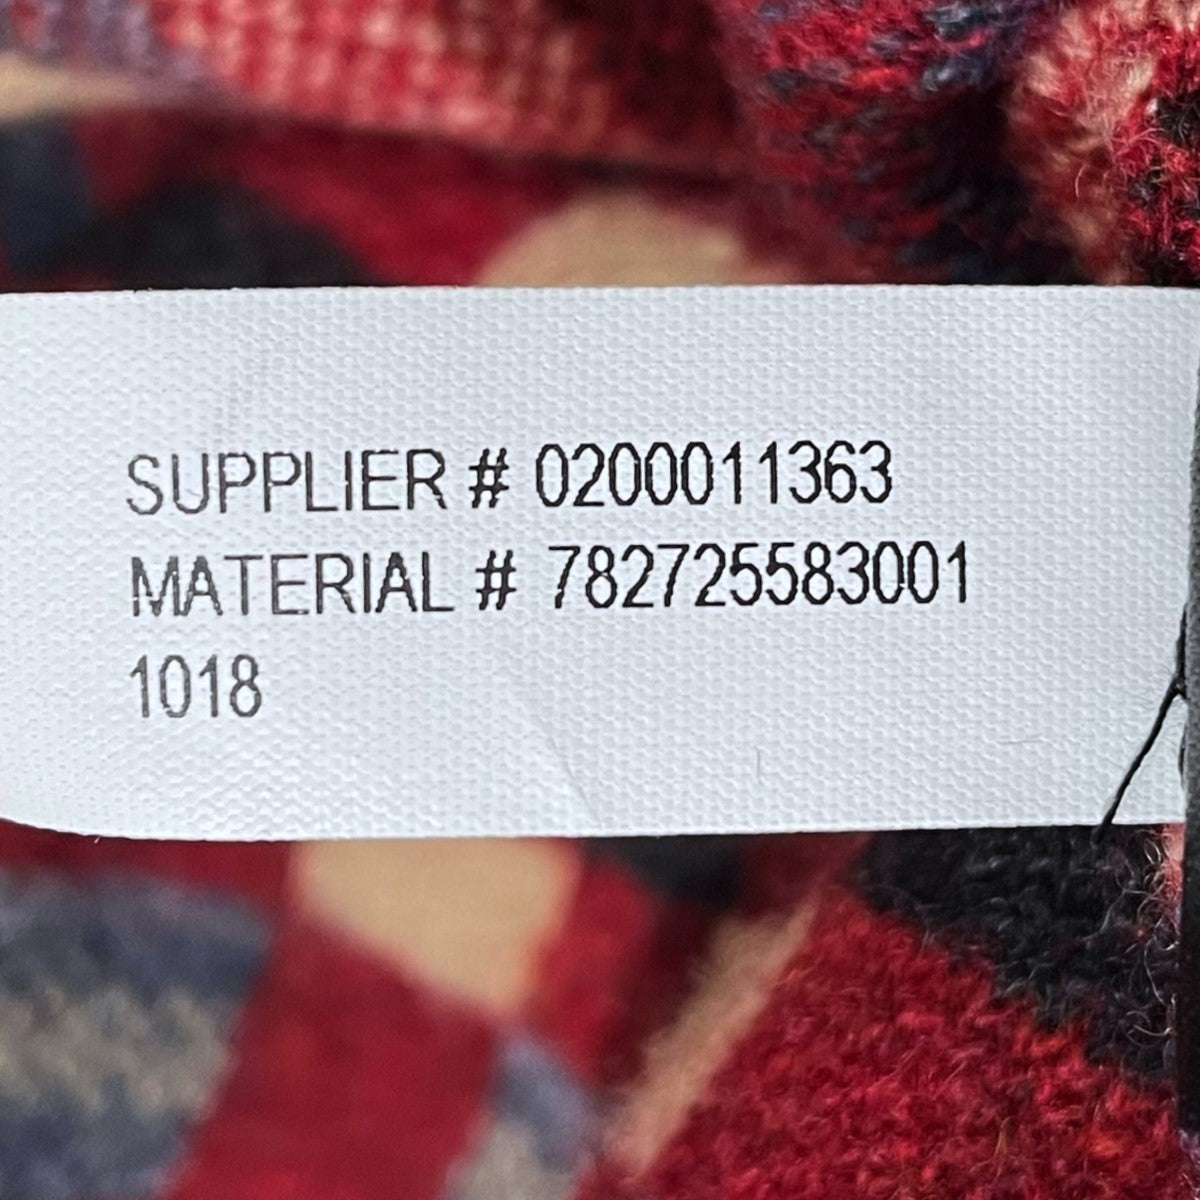 SUPPLIER # 0200011363
MATERIAL # 782725583001
1018